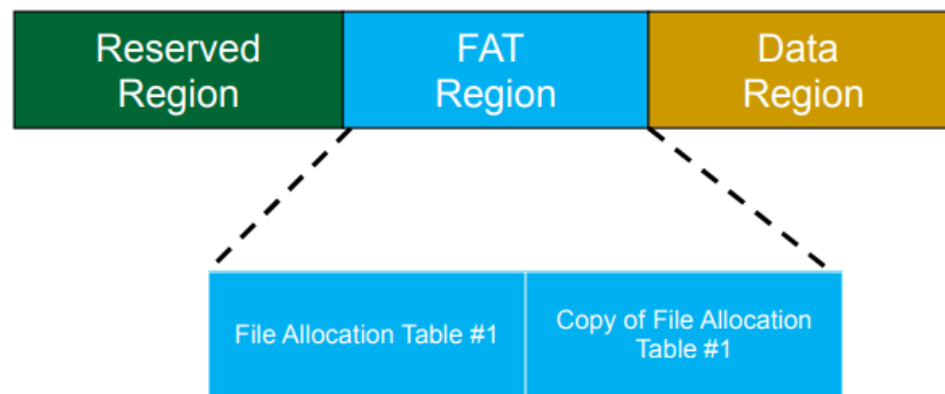 Reserved
Region
FAT
Region
Data
Region
File Allocation Table #1
Copy of File Allocation
Table #1